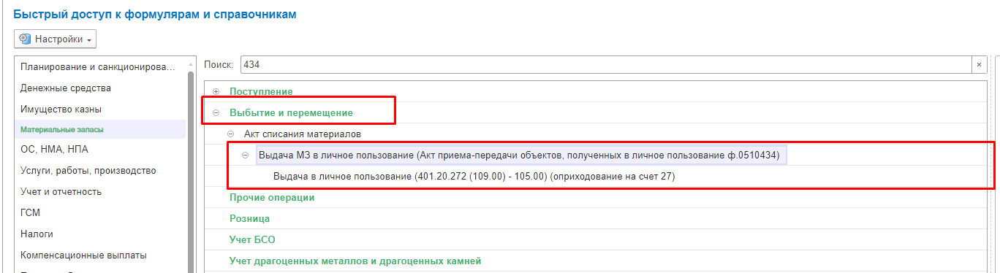 Быстрый доступ к формулярам и справочникам
Настройки
Планирование и санкционирова...
Денежные средства
Имущество казны
Материальные запасы
ОС, НМА, НПА
Услуги, работы, производство
Учет и отчетность
ГСМ
Налоги
Компенсационные выплаты
Поиск: 434 ×
Поступление
Выбытие и перемещение
Акт списания материалов
Выдача МЗ в личное пользование (Акт приема-передачи объектов, полученных в личное пользование ф.0510434)
Выдача в личное пользование (401.20.272 (109.00) - 105.00) (оприходование на счет 27)
Прочие операции
Розница
Учет БСО
Учет драгоценных металлов и драгоценных камней